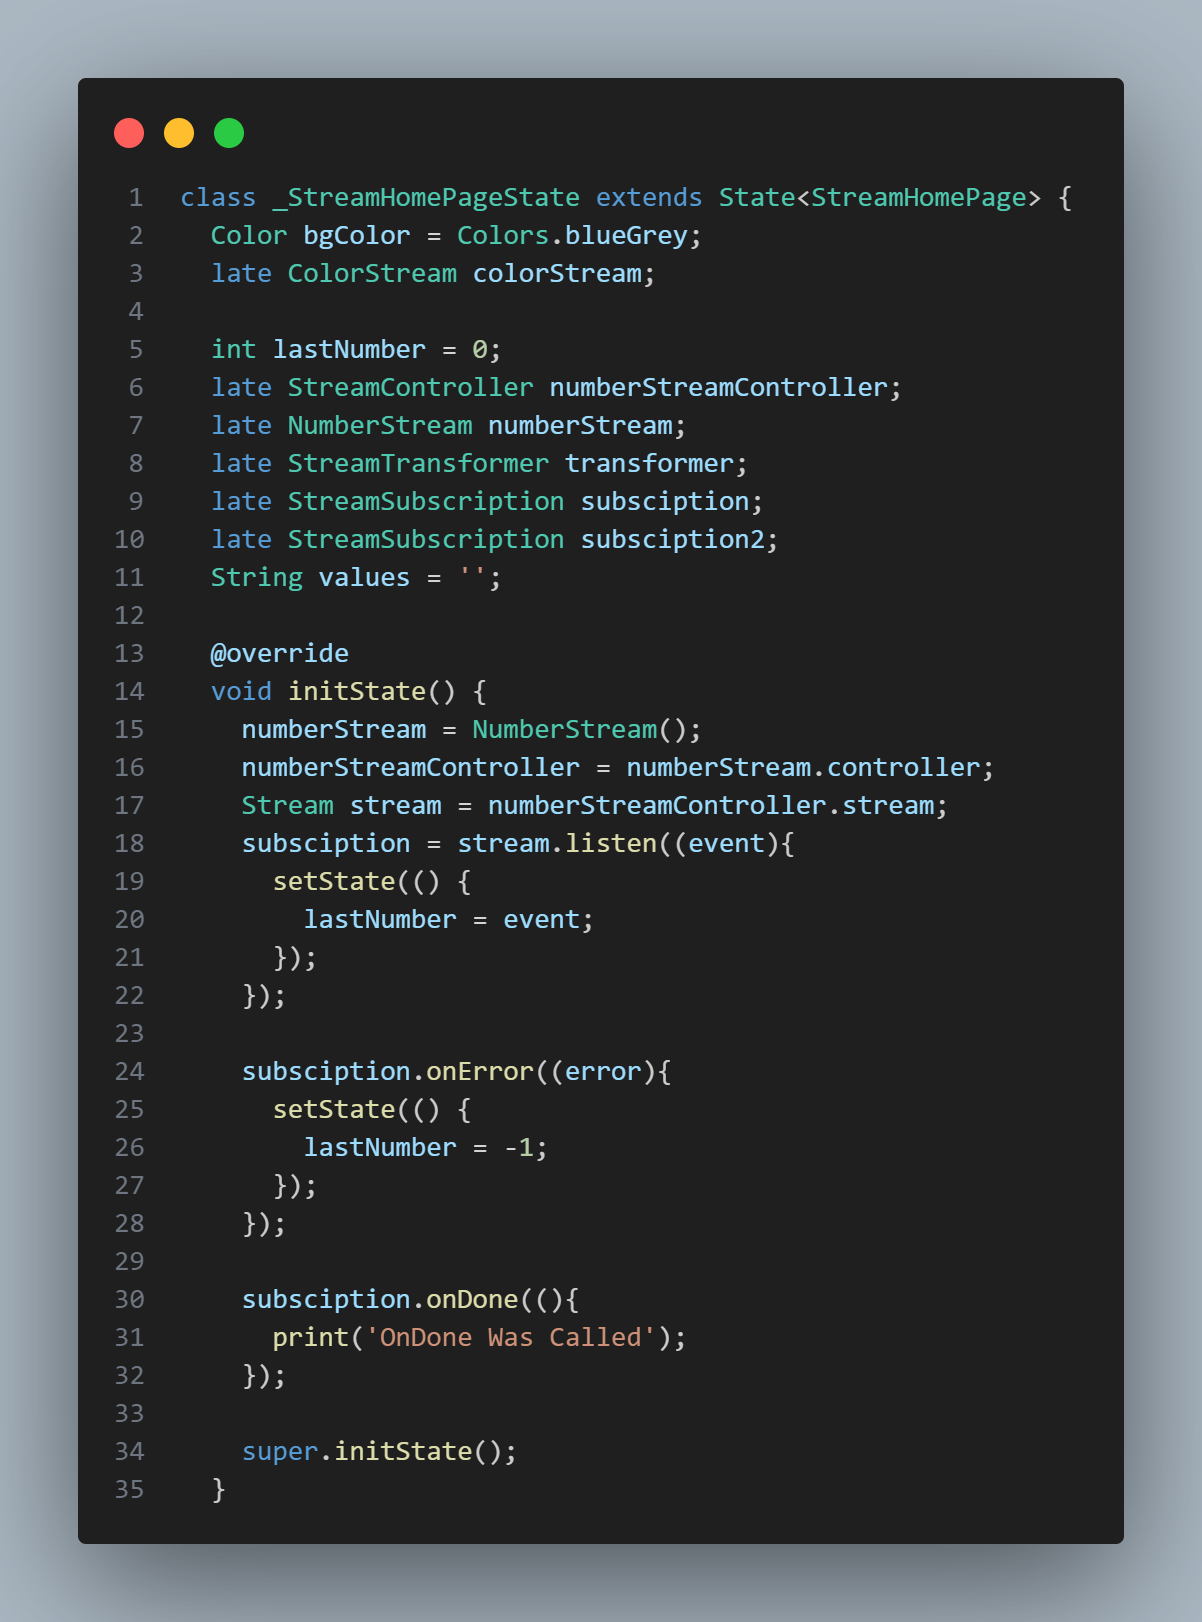 1 class _StreamHomePageState extends State<StreamHomePage> {
2   Color bgColor = Colors.blueGrey;
3   late ColorStream colorStream;
4
5   int lastNumber = 0;
6   late StreamController numberStreamController;
7   late NumberStream numberStream;
8   late StreamTransformer transformer;
9   late StreamSubscription subsciption;
10   late StreamSubscription subsciption2;
11   String values = '';
12
13   @override
14   void initState() {
15     numberStream = NumberStream();
16     numberStreamController = numberStream.controller;
17     Stream stream = numberStreamController.stream;
18     subsciption = stream.listen((event){
19       setState(() {
20         lastNumber = event;
21       });
22     });
23
24     subsciption.onError((error){
25       setState(() {
26         lastNumber = -1;
27       });
28     });
29
30     subsciption.onDone((){
31       print('OnDone Was Called');
32     });
33
34     super.initState();
35   }